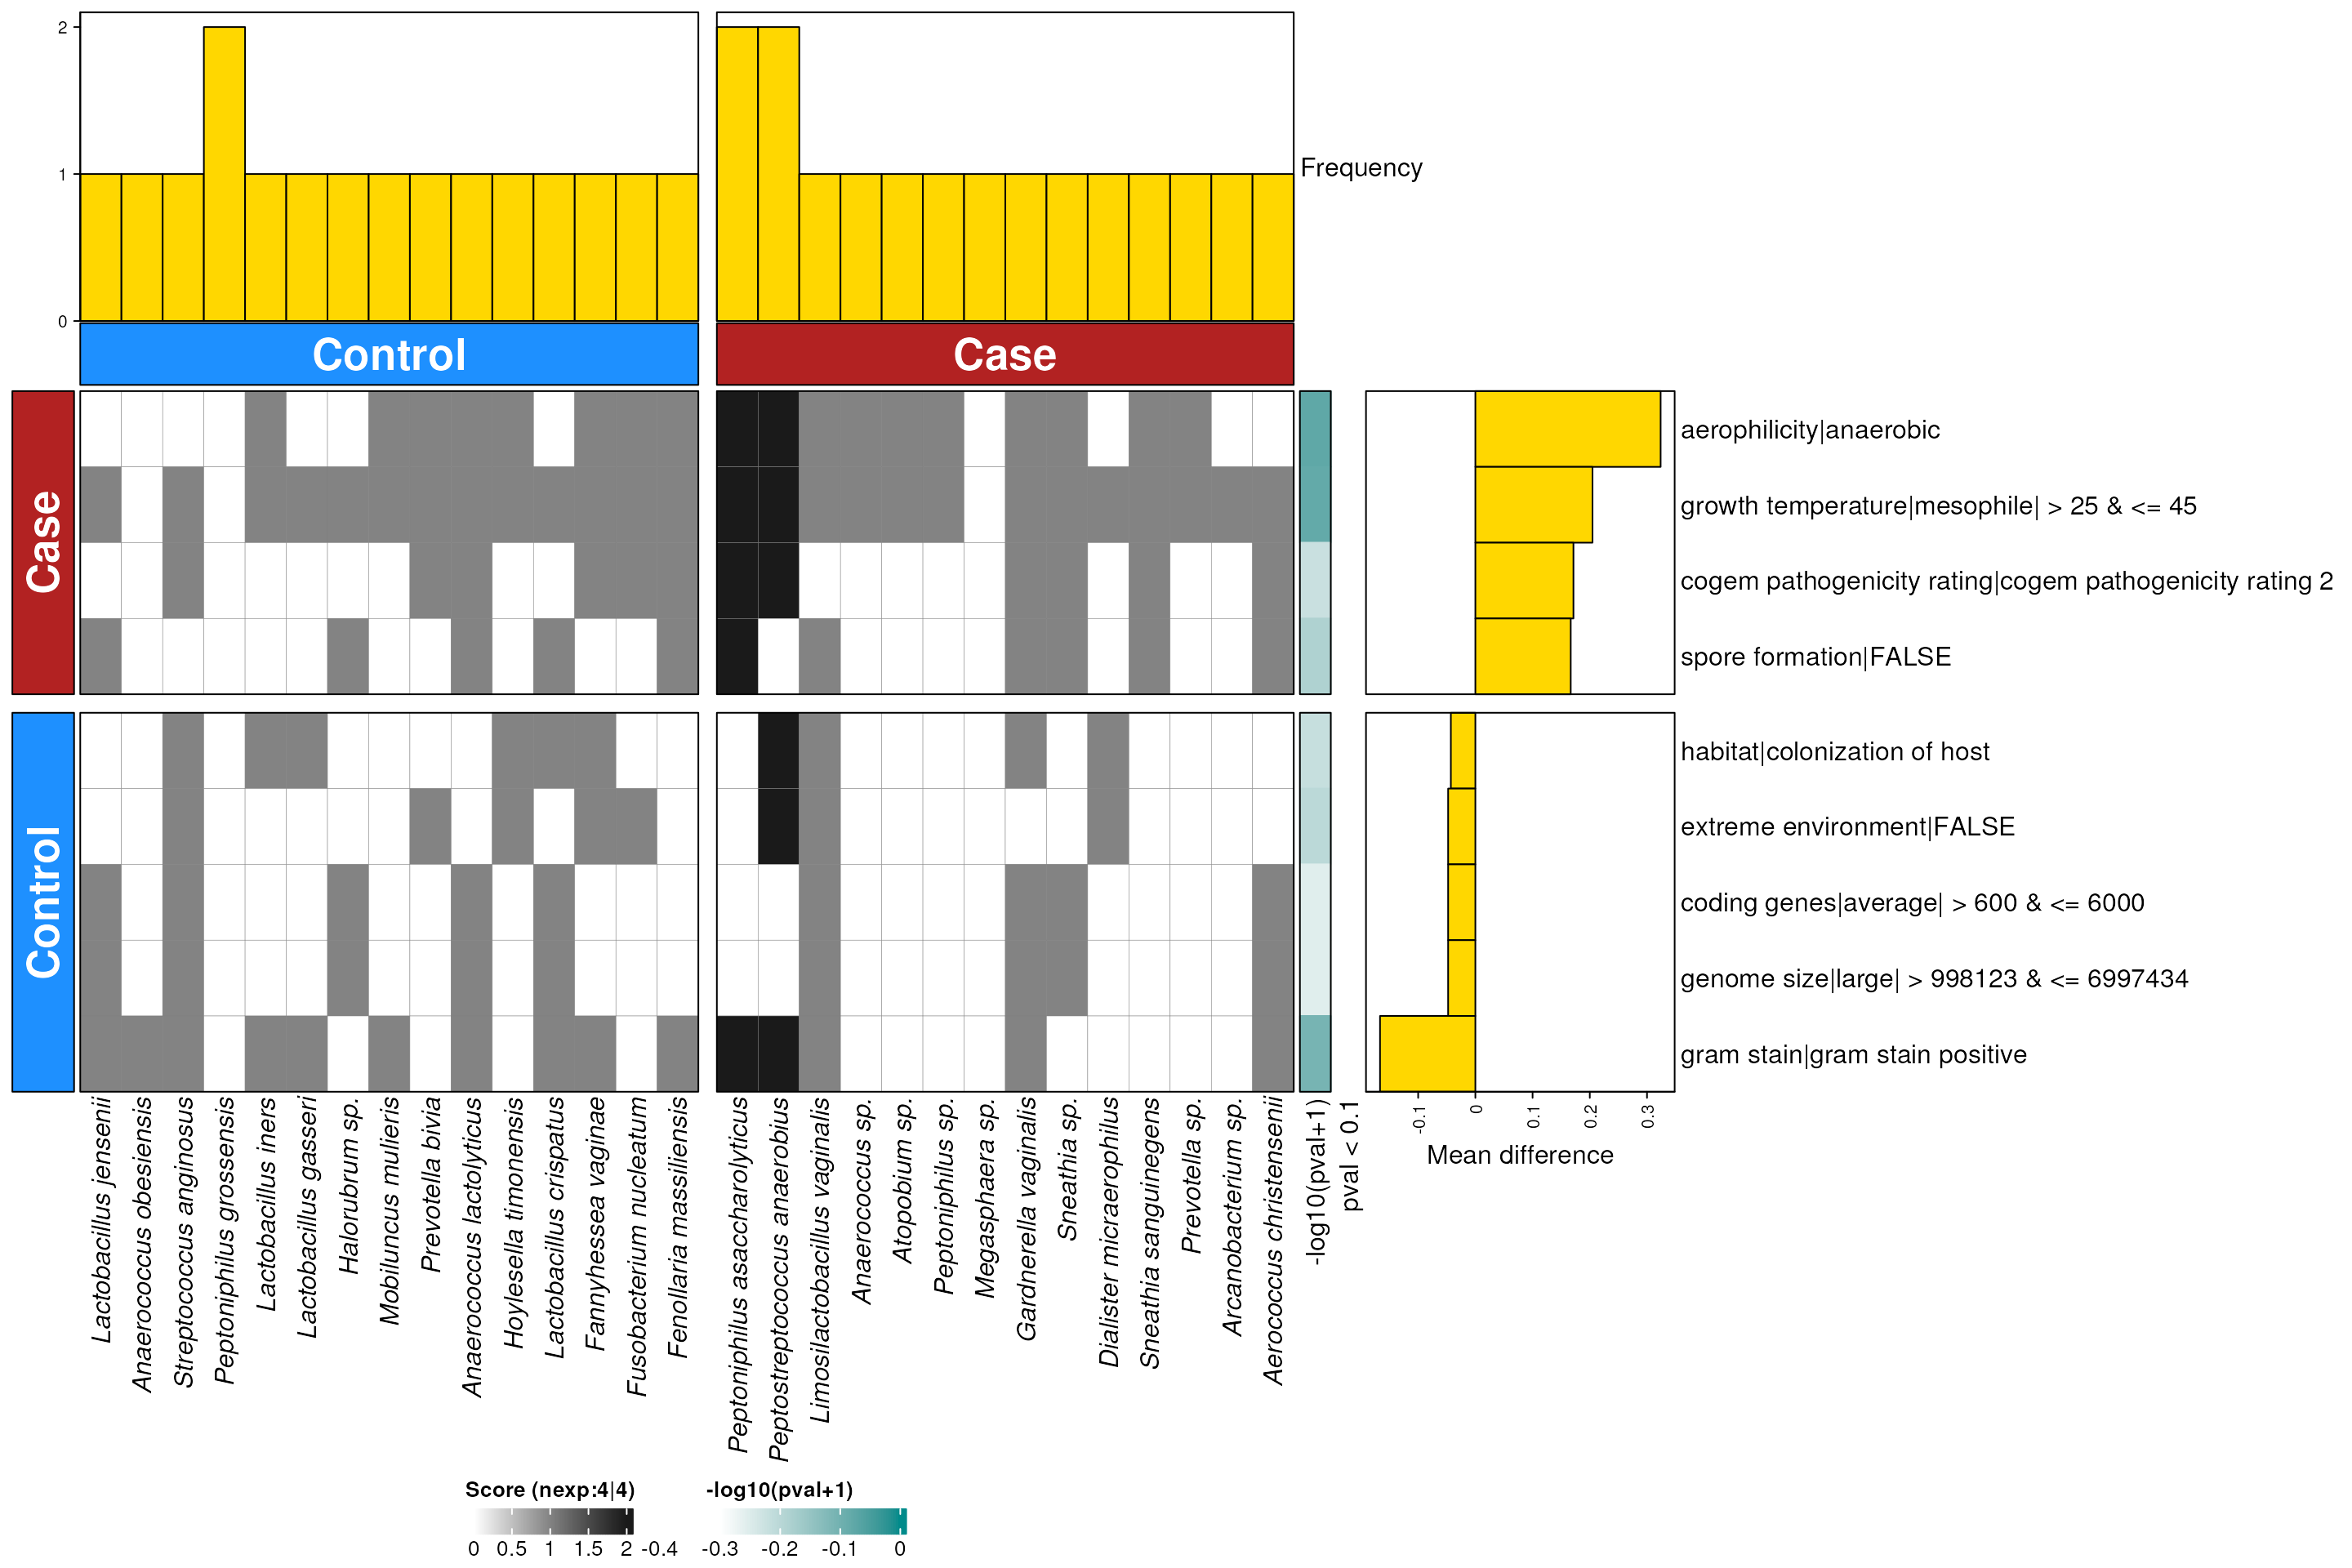 2
1
0
Frequency
Control
Case
Case
aerophilicity|anaerobic
growth temperature|mesophile| > 25 & <= 45
cogem pathogenicity rating|cogem pathogenicity rating 2
spore formation|FALSE
Control
habitat|colonization of host
extreme environment|FALSE
coding genes|average| > 600 & <= 6000
genome size|large| > 998123 & <= 6997434
gram stain|gram stain positive
Lactobacillus jensenii
Anaerococcus obesiensis
Streptococcus anginosus
Peptoniphilus grossensis
Lactobacillus iners
Lactobacillus gasseri
Halorubrum sp.
Mobiluncus mulieris
Prevotella bivia
Anaerococcus lactolyticus
Hoylesella timonensis
Lactobacillus crispatus
Fannyhessea vaginae
Fusobacterium nucleatum
Fenollaria massiliensis
Peptoniphilus asaccharolyticus
Peptostreptococcus anaerobius
Limosilactobacillus vaginalis
Anaerococcus sp.
Atopobium sp.
Peptoniphilus sp.
Megasphaera sp.
Gardnerella vaginalis
Sneathia sp.
Dialister micraerophilus
Sneathia sanguinegens
Prevotella sp.
Arcanobacterium sp.
Aerococcus christensenii
-log10(pval+1)
pval < 0.1
-0.1 0 0.1 0.2 0.3
Mean difference
Score (nexp:4|4)
0 0.5 1 1.5 2
-log10(pval+1)
-0.4 -0.3 -0.2 -0.1 0